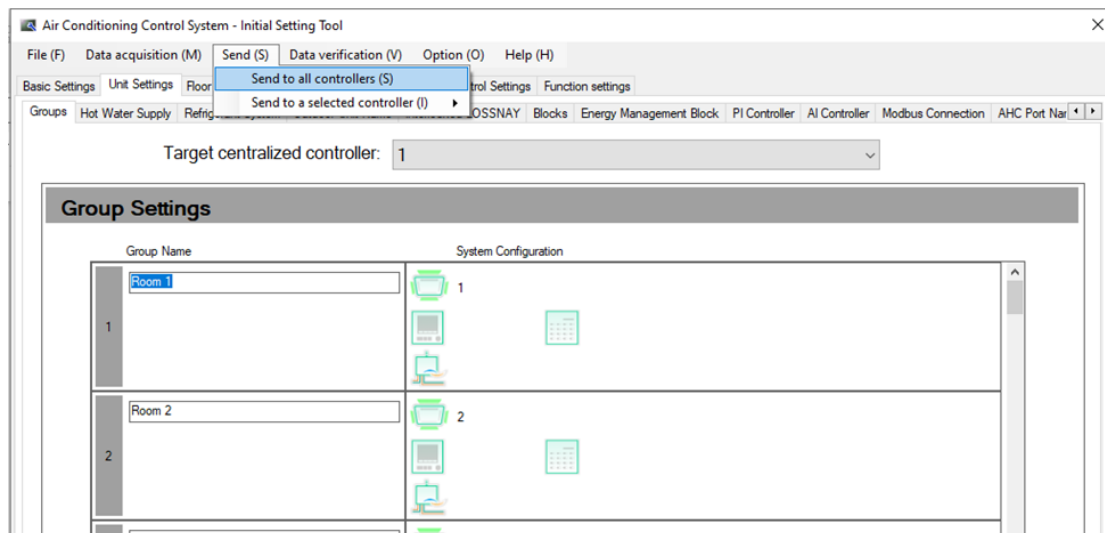 Air Conditioning Control System - Initial Setting Tool
File (F) Data acquisition (M) Send (S) Data verification (V) Option (O) Help (H)
Send to all controllers (S)
Send to a selected controller (I)
Basic Settings Unit Settings Floor trol Settings Function settings
Groups Hot Water Supply Refrig OSSNAY Blocks Energy Management Block PI Controller AI Controller Modbus Connection AHC Port Nar
Target centralized controller: 1
Group Settings
Group Name System Configuration
1 Room 1 1
2 Room 2 2